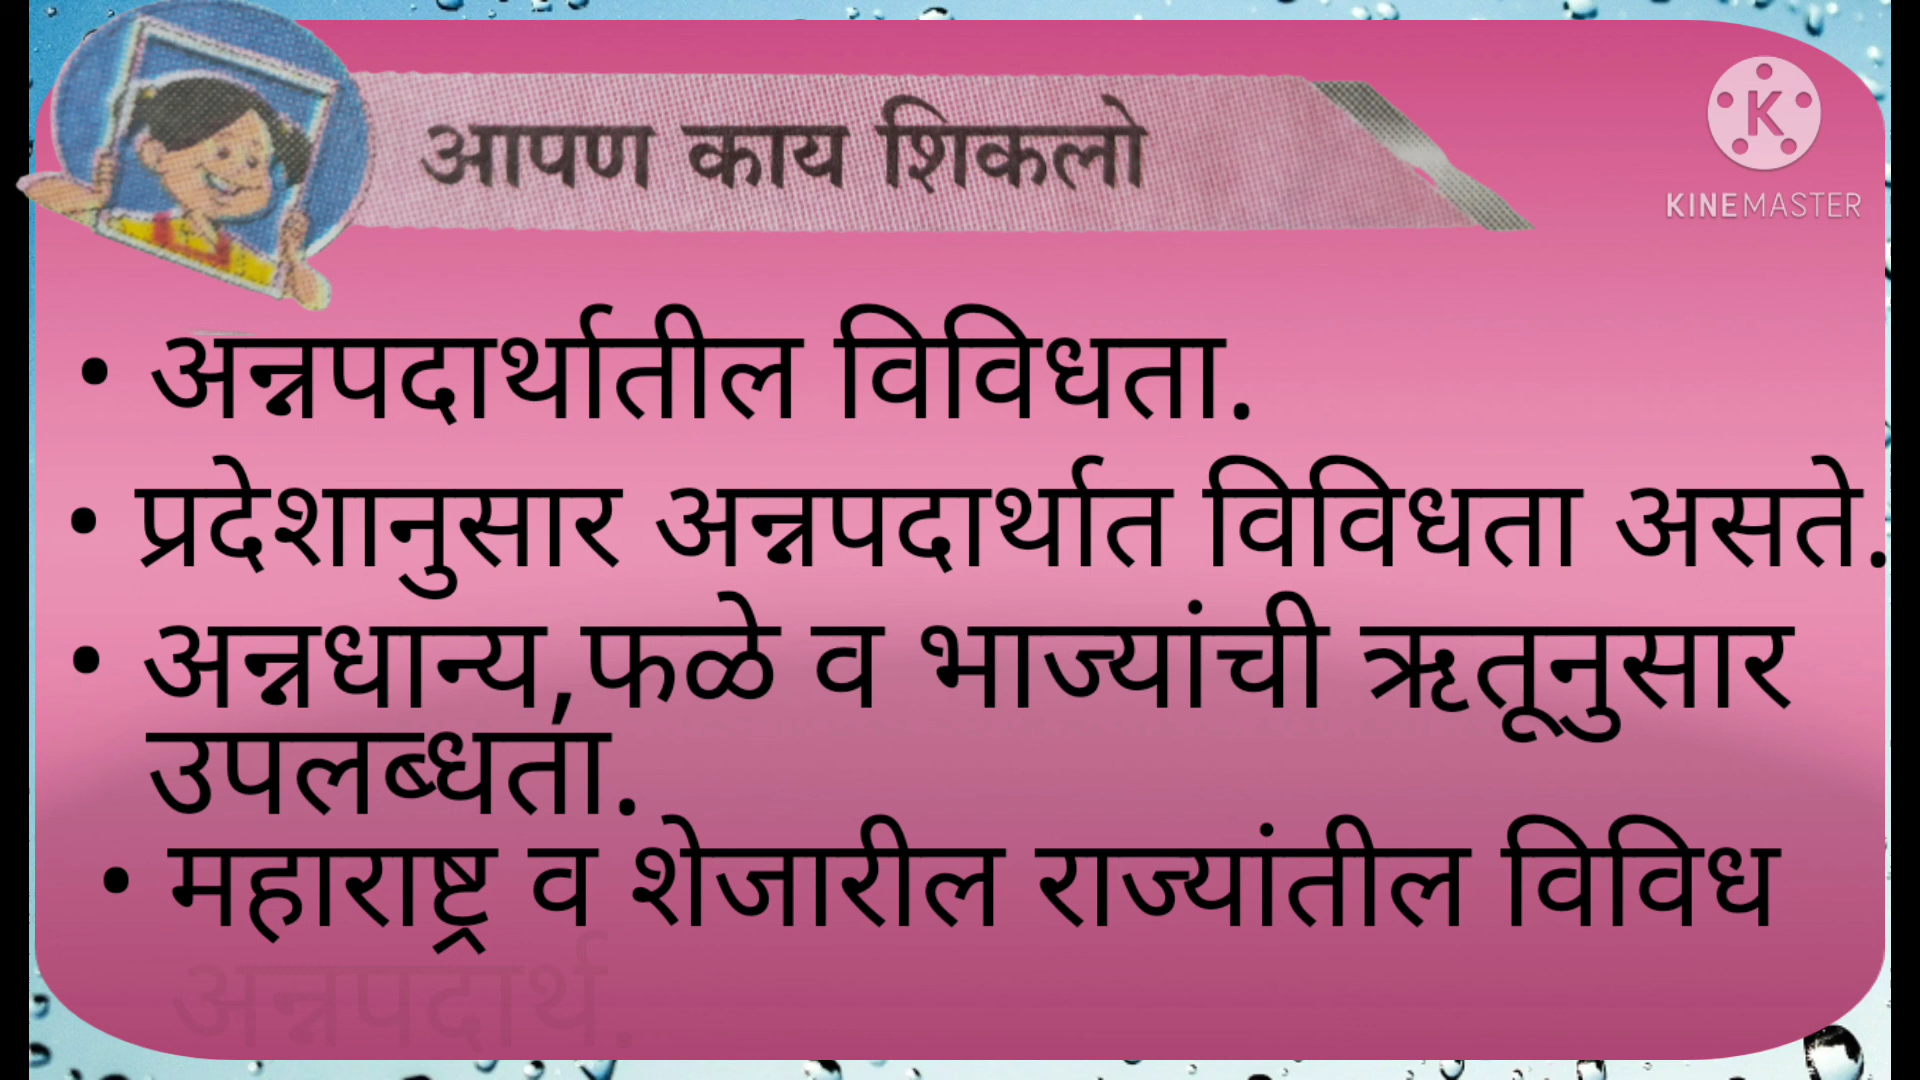 आपण काय शिकलो
K
KINEMASTER
• अन्नपदार्थातील विविधता.
• प्रदेशानुसार अन्नपदार्थात विविधता असते.
• अन्नधान्य,फळे व भाज्यांची ऋतूनुसार
उपलब्धता.
• महाराष्ट्र व शेजारील राज्यांतील विविध
अन्नपदार्थ.